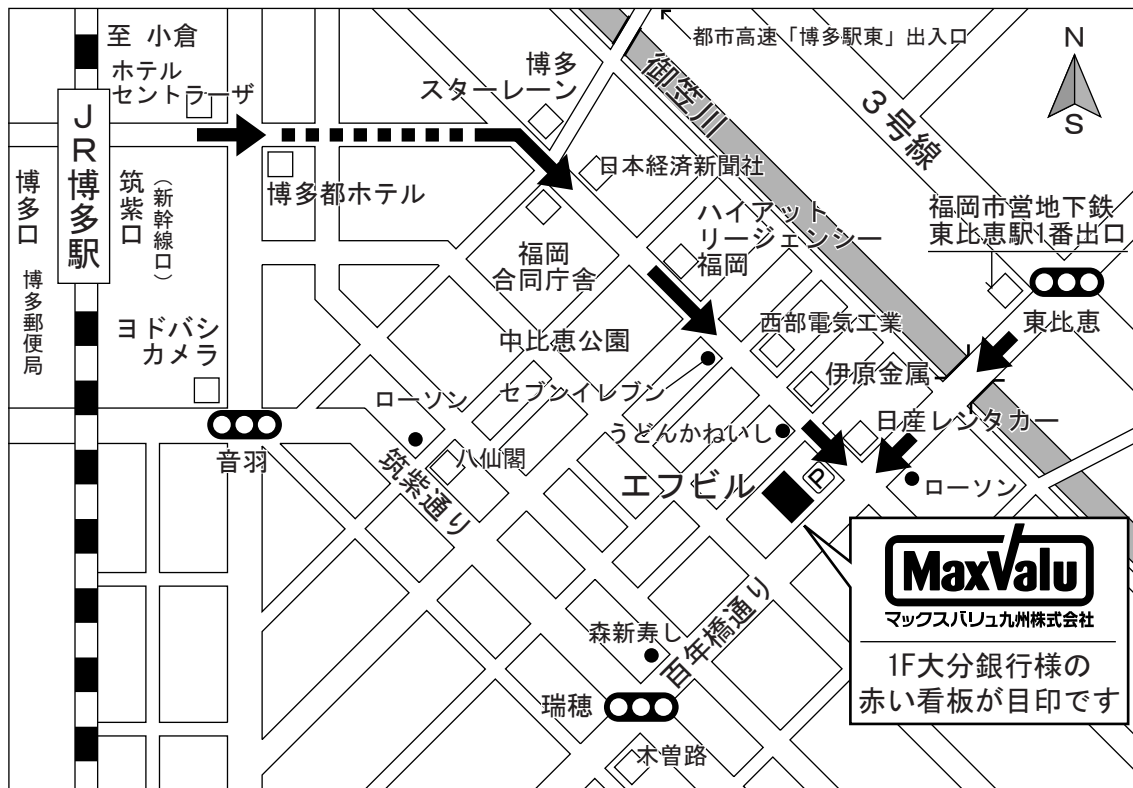 至 小倉
ホテル
セントラーザ
JR博多駅
博多口
筑紫口
（新幹線口）
博多郵便局
ヨドバシ
カメラ
音羽
博多都ホテル
博多
スターレーン
日本経済新聞社
都市高速「博多駅東」出入口
御笠川
3号線
N
S
福岡市営地下鉄
東比恵駅1番出口
東比恵
ハイアット
リージェンシー
福岡
福岡
合同庁舎
中比恵公園
セブンイレブン
西部電気工業
伊原金属
日産レンタカー
うどんかねいし
ローソン
八仙閣
筑紫通り
エフビル
P
ローソン
MaxValu
マックスバリュ九州株式会社
1F大分銀行様の
赤い看板が目印です
森新寿し
百年橋通り
瑞穂
木曽路